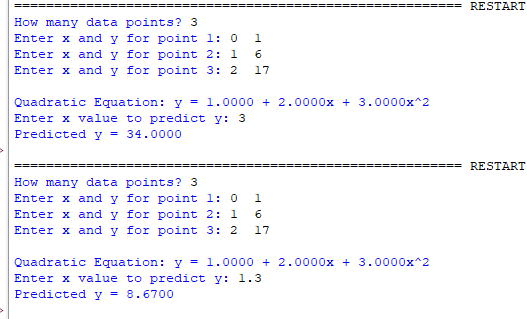 ========================================================= RESTART
How many data points? 3
Enter x and y for point 1: 0  1
Enter x and y for point 2: 1  6
Enter x and y for point 3: 2  17
Quadratic Equation: y = 1.0000 + 2.0000x + 3.0000x^2
Enter x value to predict y: 3
Predicted y = 34.0000
>
========================================================= RESTART
How many data points? 3
Enter x and y for point 1: 0  1
Enter x and y for point 2: 1  6
Enter x and y for point 3: 2  17
Quadratic Equation: y = 1.0000 + 2.0000x + 3.0000x^2
Enter x value to predict y: 1.3
Predicted y = 8.6700
>